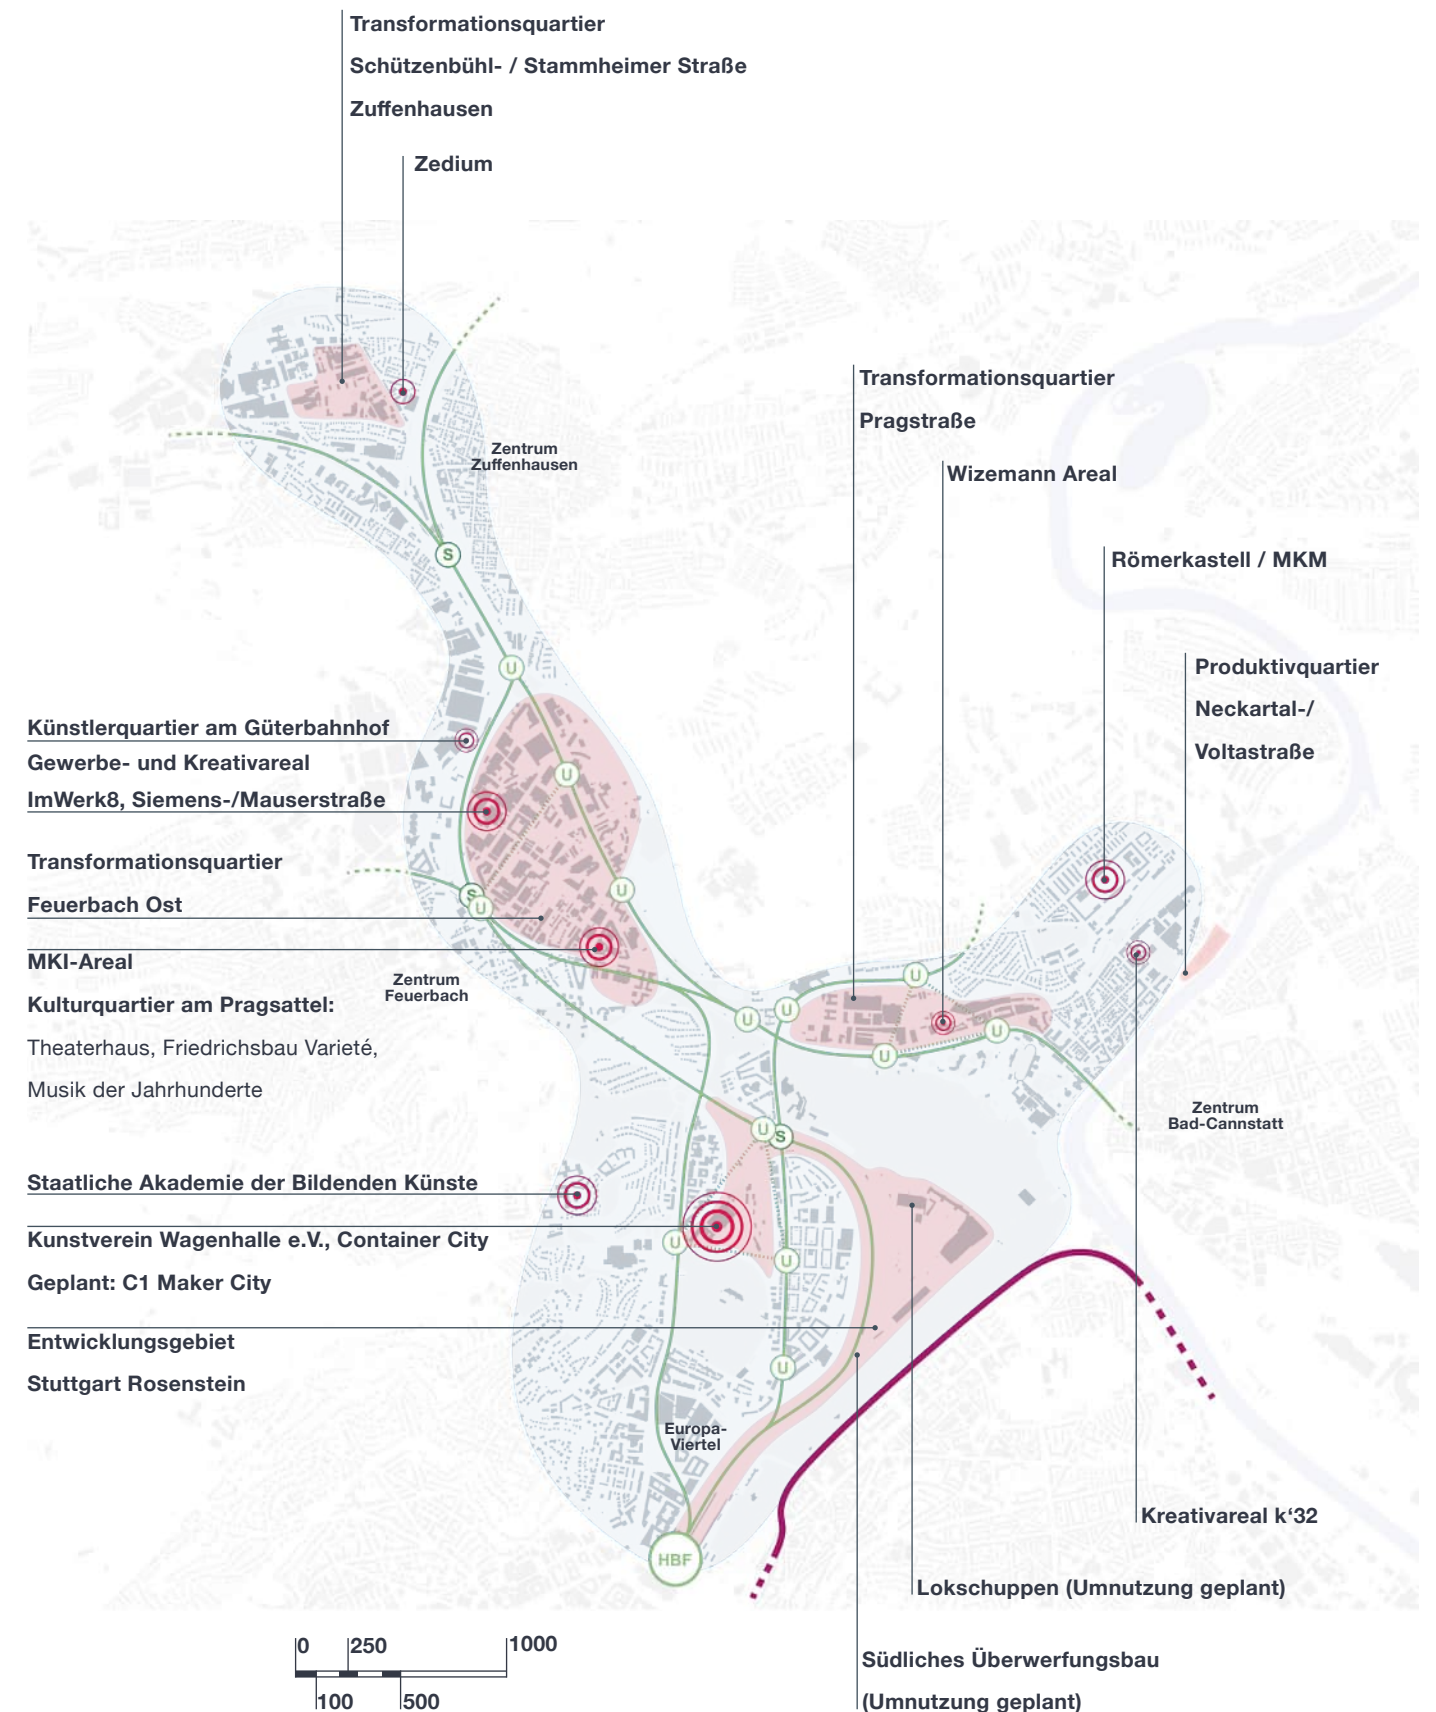 Transformationsquartier
Schützenbühl- / Stammheimer Straße
Zuffenhausen
Zedium
Transformationsquartier
Pragstraße
Wizemann Areal
Zentrum
Zuffenhausen
Römerkastell / MKM
S
Produktivquartier
Neckartal-/
Voltastraße
U
Künstlerquartier am Güterbahnhof
Gewerbe- und Kreativareal
ImWerk8, Siemens-/Mauserstraße
U
Transformationsquartier
Feuerbach Ost
S
U
U
MKI-Areal
Kulturquartier am Pragsattel:
Theaterhaus, Friedrichsbau Varieté,
Musik der Jahrhunderte
Zentrum
Feuerbach
U
U
U
U
U
Zentrum
Bad-Cannstatt
U
S
Staatliche Akademie der Bildenden Künste
Kunstverein Wagenhalle e.V., Container City
Geplant: C1 Maker City
U
U
Entwicklungsgebiet
Stuttgart Rosenstein
U
Europa-
Viertel
HBF
Kreativareal k‘32
Lokschuppen (Umnutzung geplant)
Südliches Überwerfungsbau
(Umnutzung geplant)
0 250 1000
100 500